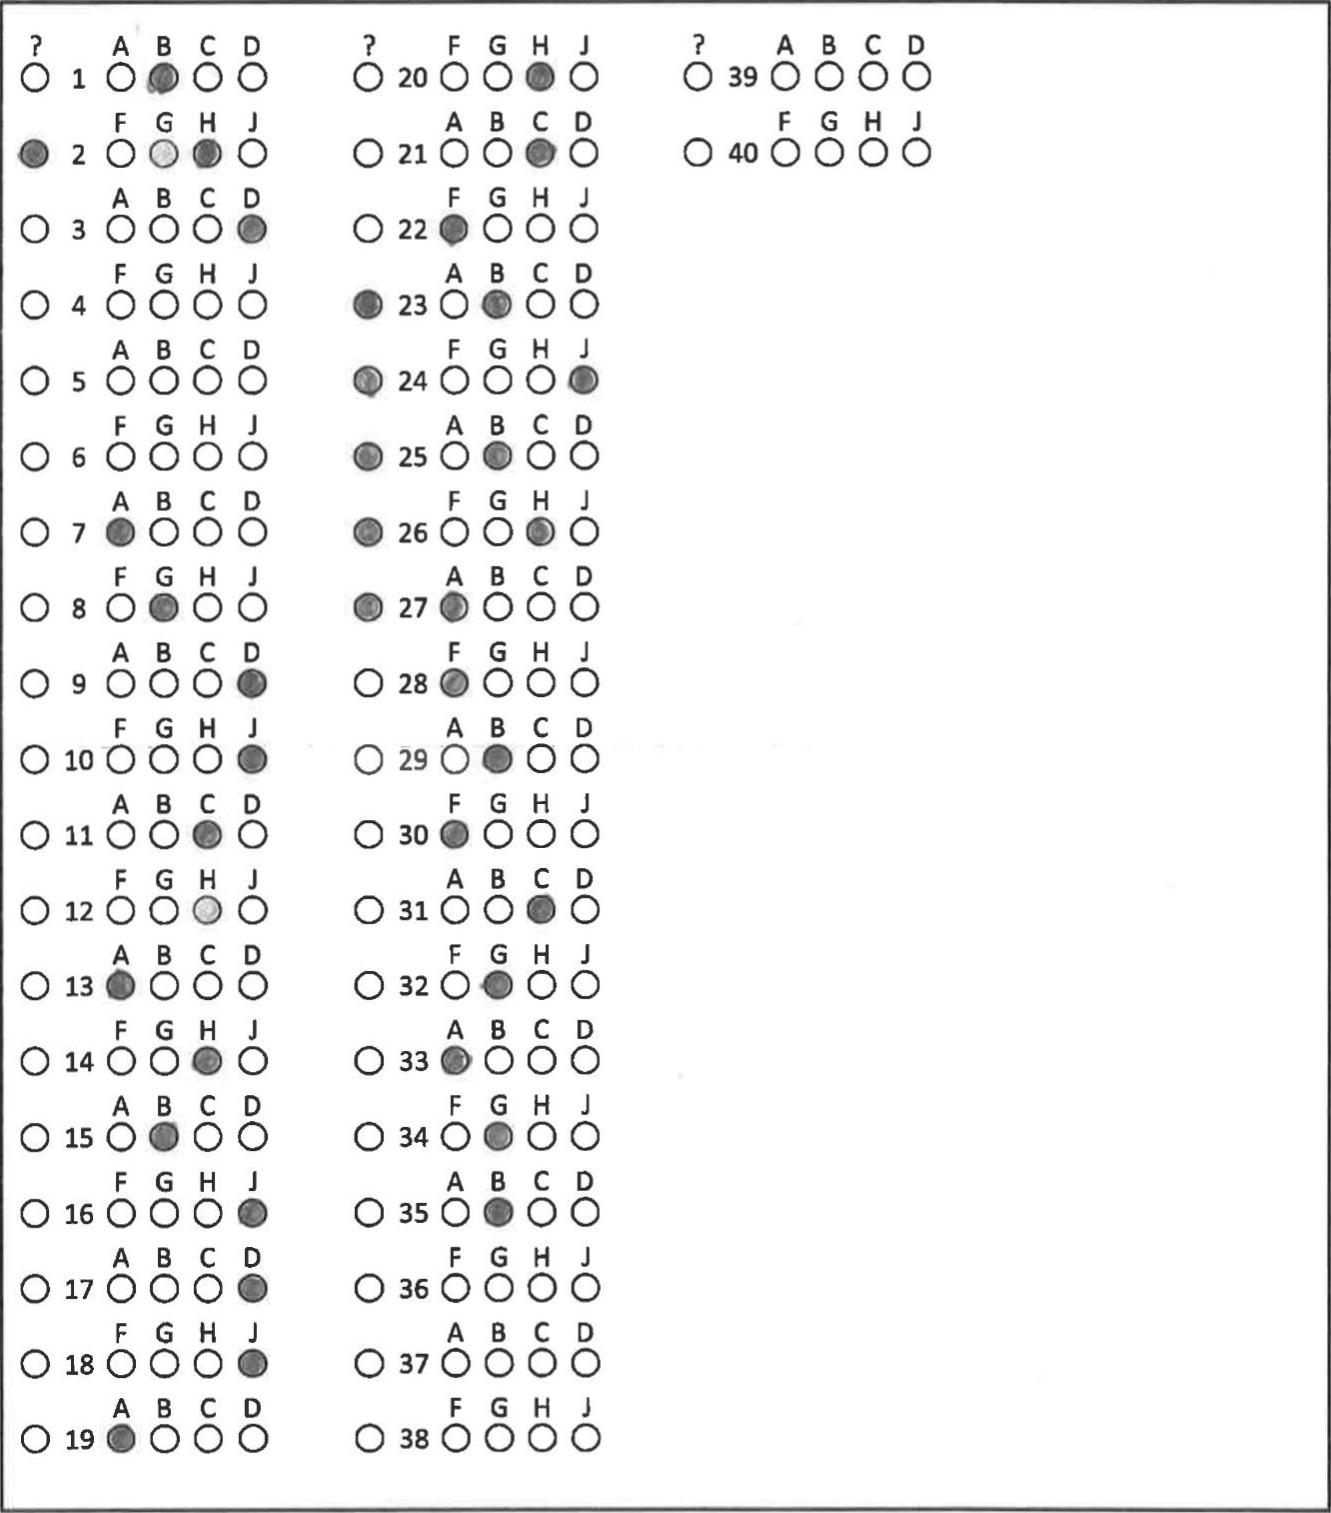 ? A B C D
1
F G H J
2
A B C D
3
F G H J
4
A B C D
5
F G H J
6
A B C D
7
F G H J
8
A B C D
9
F G H J
10
A B C D
11
F G H J
12
A B C D
13
F G H J
14
A B C D
15
F G H J
16
A B C D
17
F G H J
18
A B C D
19
? F G H J
20
A B C D
21
F G H J
22
A B C D
23
F G H J
24
A B C D
25
F G H J
26
A B C D
27
F G H J
28
A B C D
29
F G H J
30
A B C D
31
F G H J
32
A B C D
33
F G H J
34
A B C D
35
F G H J
36
A B C D
37
F G H J
38
? A B C D
39
F G H J
40